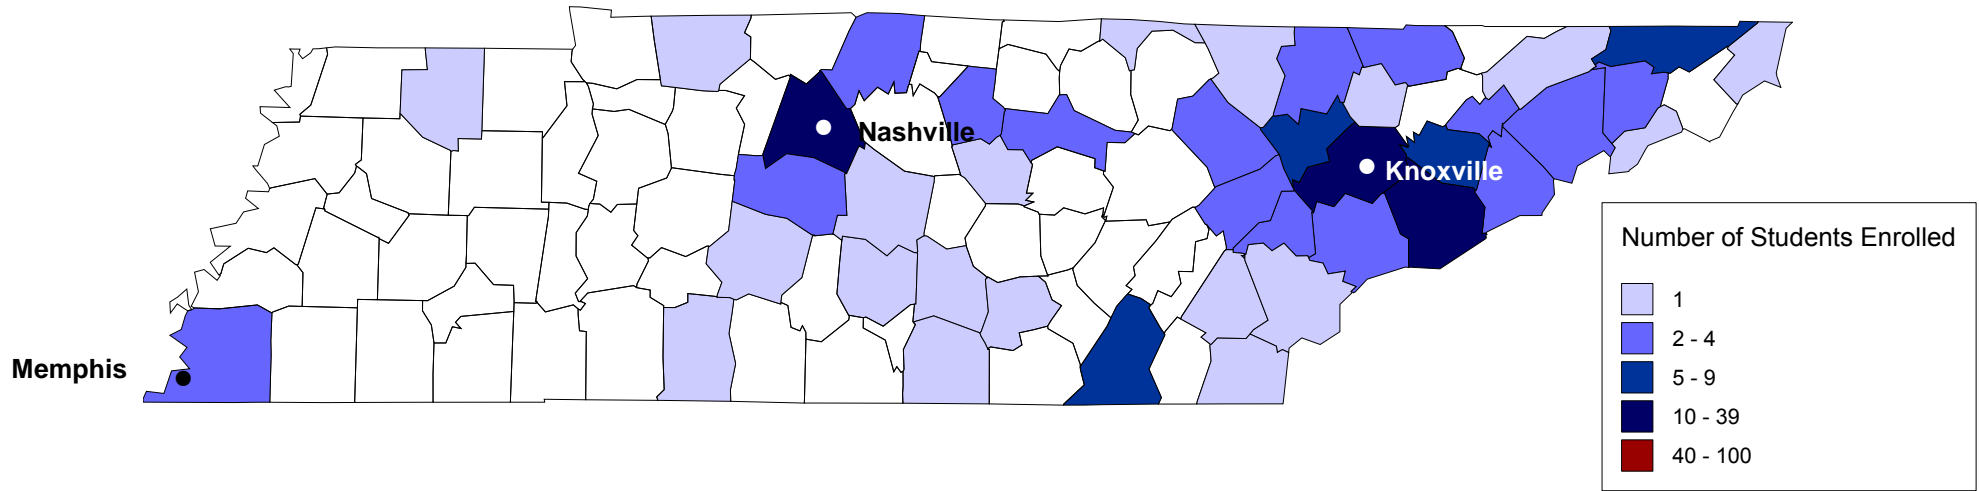 Nashville
Knoxville
Memphis
Number of Students Enrolled
1
2 - 4
5 - 9
10 - 39
40 - 100